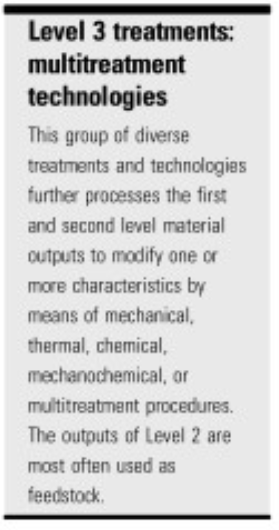 Level 3 treatments:
multitreatment
technologies
This group of diverse
treatments and technologies
further processes the first
and second level material
outputs to modify one or
more characteristics by
means of mechanical,
thermal, chemical,
mechanochemical, or
multitreatment procedures.
The outputs of Level 2 are
most often used as
feedstock.